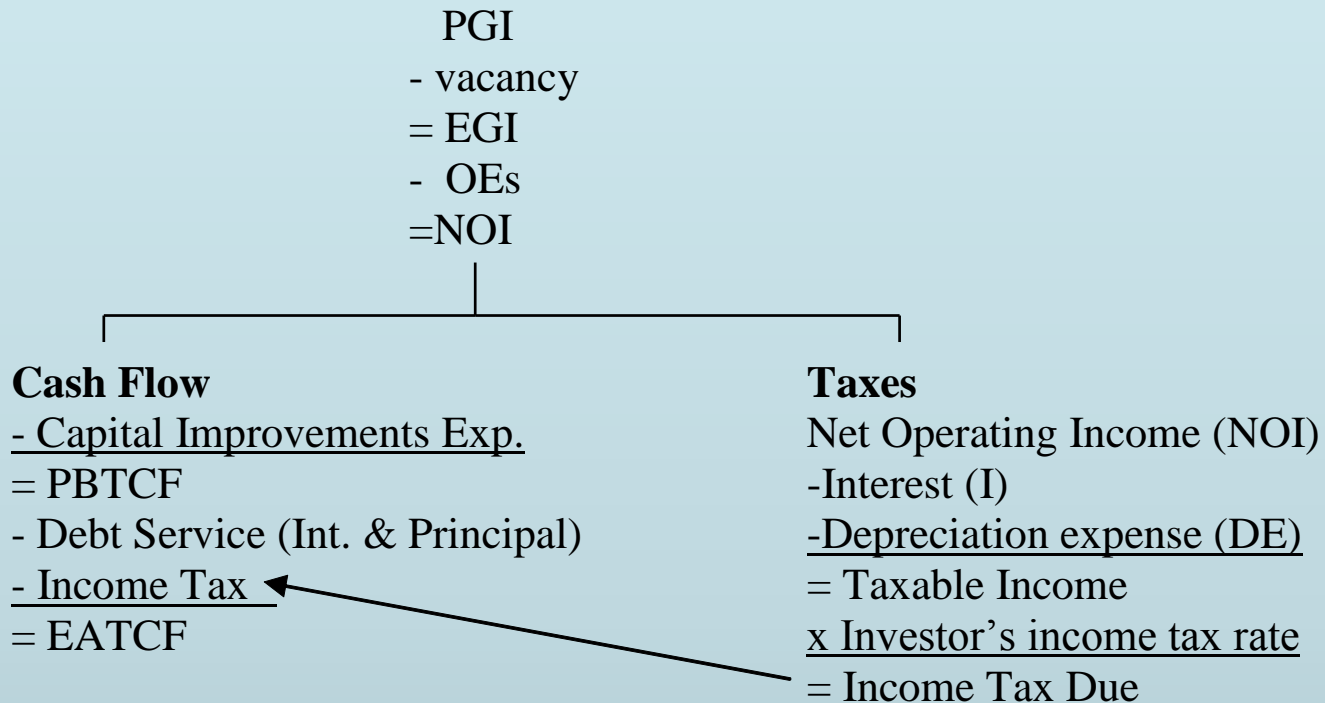 PGI
- vacancy
= EGI
- OEs
=NOI
Cash Flow
- Capital Improvements Exp.
= PBTCF
- Debt Service (Int. & Principal)
- Income Tax
= EATCF
Taxes
Net Operating Income (NOI)
-Interest (I)
-Depreciation expense (DE)
= Taxable Income
x Investor’s income tax rate
= Income Tax Due